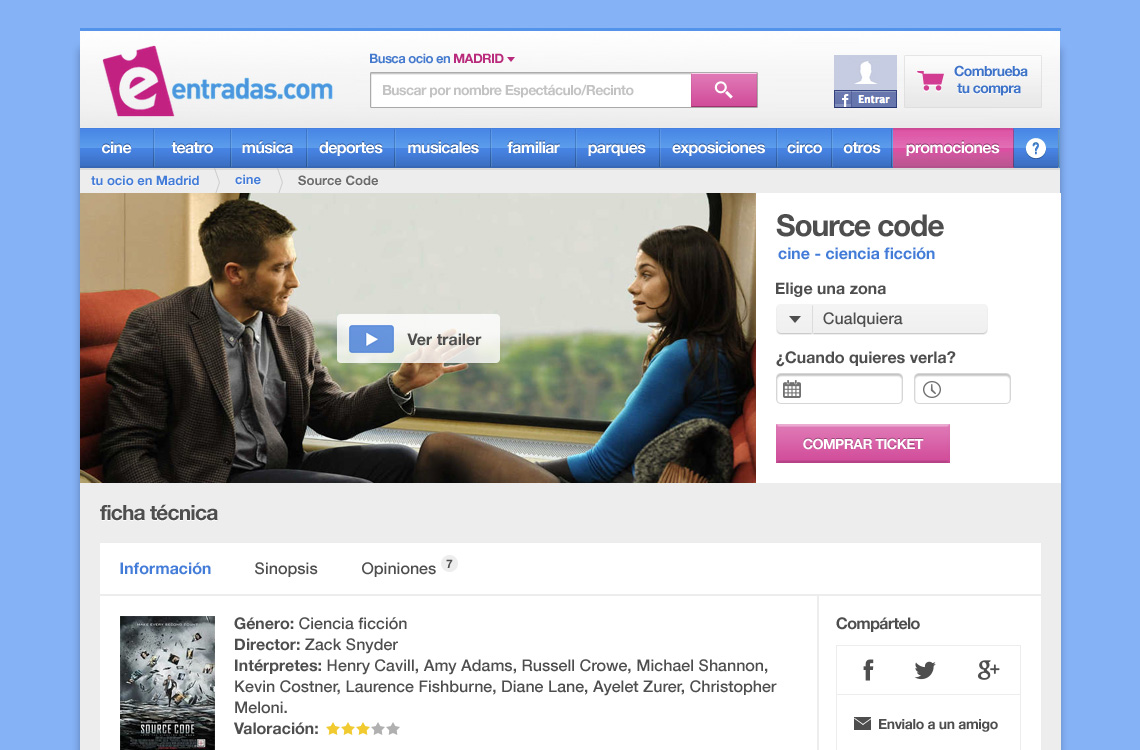 e entradas.com
Busca ocio en MADRID
Buscar por nombre Espectáculo/Recinto
f Entrar
Combrueba
tu compra
cine teatro música deportes musicales familiar parques exposiciones circo otros promociones ?
tu ocio en Madrid cine Source Code
Ver trailer
Source code
cine - ciencia ficción
Elige una zona
Cualquiera
¿Cuando quieres verla?
COMPRAR TICKET
ficha técnica
Información Sinopsis Opiniones 7
SOURCE CODE
Género: Ciencia ficción
Director: Zack Snyder
Intérpretes: Henry Cavill, Amy Adams, Russell Crowe, Michael Shannon,
Kevin Costner, Laurence Fishburne, Diane Lane, Ayelet Zurer, Christopher
Meloni.
Valoración:
Compártelo
f g+
Envialo a un amigo